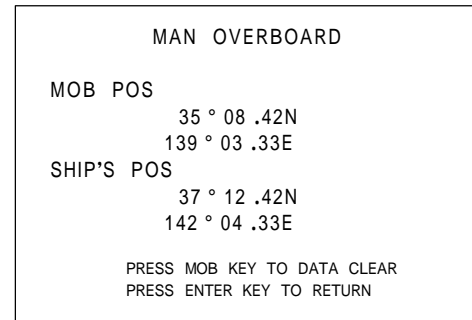 MAN OVERBOARD
MOB POS
35 ° 08 .42N
139 ° 03 .33E
SHIP'S POS
37 ° 12 .42N
142 ° 04 .33E
PRESS MOB KEY TO DATA CLEAR
PRESS ENTER KEY TO RETURN